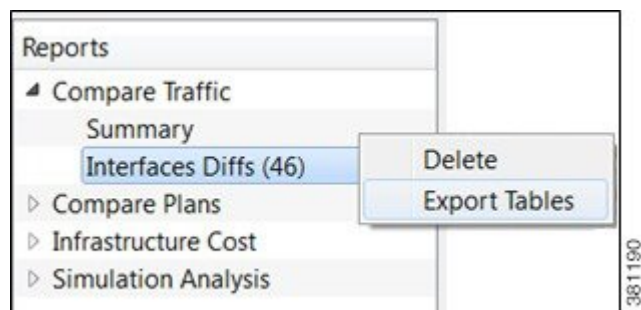 Reports
Compare Traffic
Summary
Interfaces Diffs (46)
Delete
Export Tables
Compare Plans
Infrastructure Cost
Simulation Analysis
381190